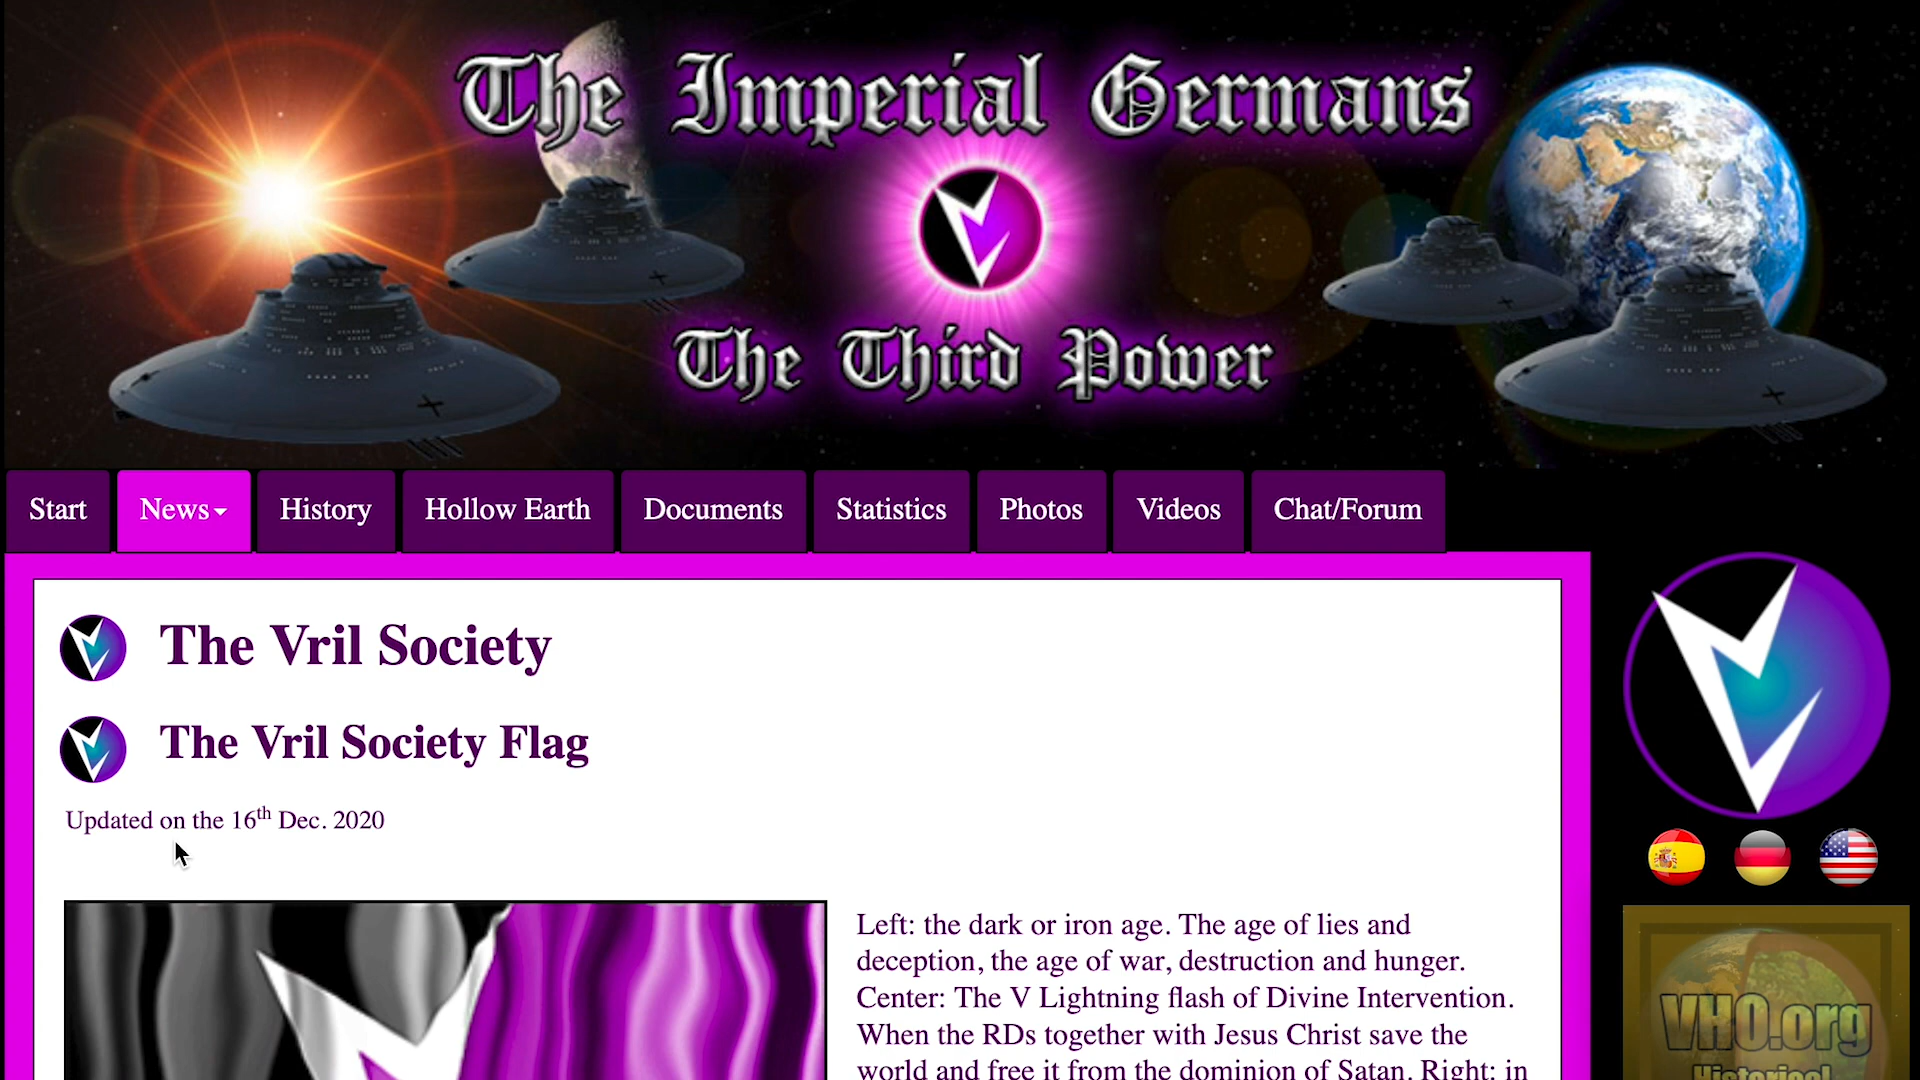 The Imperial Germans
The Third Power
Start News History Hollow Earth Documents Statistics Photos Videos Chat/Forum
The Vril Society
The Vril Society Flag
Updated on the 16th Dec. 2020
Left: the dark or iron age. The age of lies and
deception, the age of war, destruction and hunger.
Center: The V Lightning flash of Divine Intervention.
When the RDs together with Jesus Christ save the
world and free it from the dominion of Satan. Right: in
VHO.org
Historical